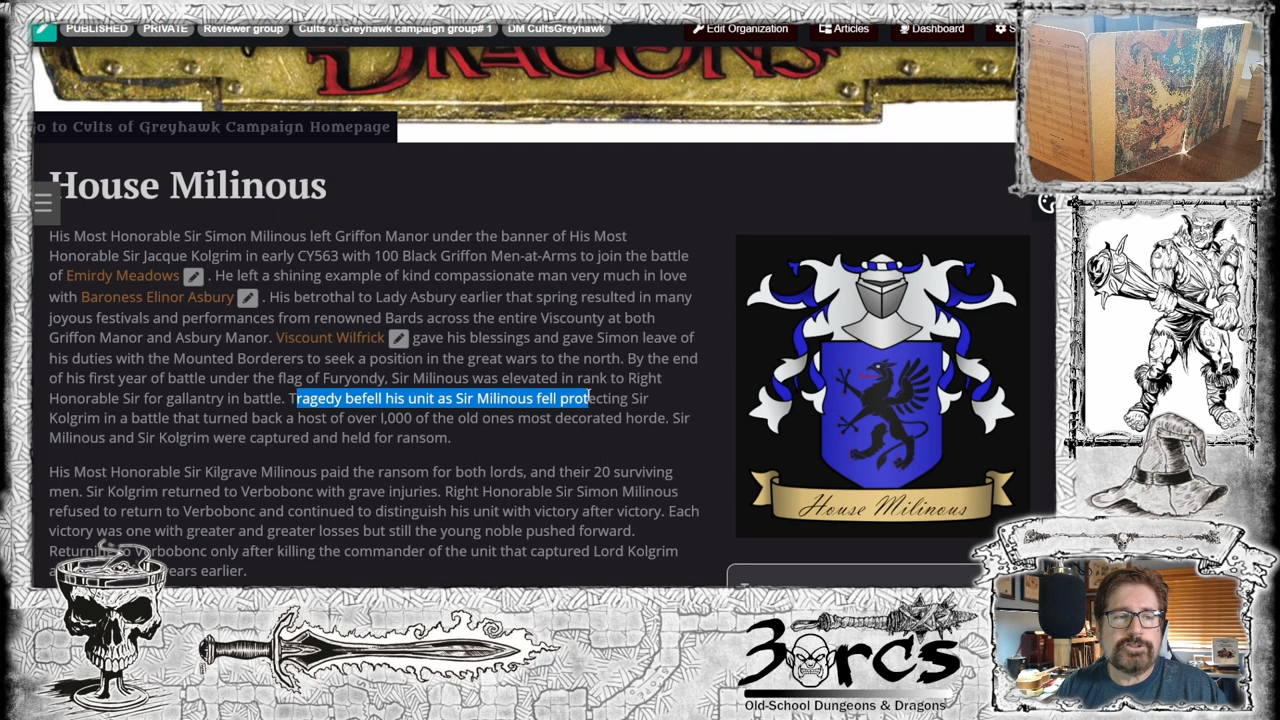 PUBLISHED PRIVATE Reviewer group Cults of Greyhawk campaign group# 1 DM CultsGreyhawk Edit Organization Articles Dashboard S
DRAGONS
o to Cults of Greyhawk Campaign Homepage
House Milinous
His Most Honorable Sir Simon Milinous left Griffon Manor under the banner of His Most
Honorable Sir Jacque Kolgrim in early CY563 with 100 Black Griffon Men-at-Arms to join the battle
of Emirdy Meadows . He left a shining example of kind compassionate man very much in love
with Baroness Elinor Asbury . His betrothal to Lady Asbury earlier that spring resulted in many
joyous festivals and performances from renowned Bards across the entire Viscounty at both
Griffon Manor and Asbury Manor. Viscount Wilfrick gave his blessings and gave Simon leave of
his duties with the Mounted Borderers to seek a position in the great wars to the north. By the end
of his first year of battle under the flag of Furyondy, Sir Milinous was elevated in rank to Right
Honorable Sir for gallantry in battle. Tragedy befell his unit as Sir Milinous fell protecting Sir
Kolgrim in a battle that turned back a host of over 1,000 of the old ones most decorated horde. Sir
Milinous and Sir Kolgrim were captured and held for ransom.
His Most Honorable Sir Kilgrave Milinous paid the ransom for both lords, and their 20 surviving
men. Sir Kolgrim returned to Verbobonc with grave injuries. Right Honorable Sir Simon Milinous
refused to return to Verbobonc and continued to distinguish his unit with victory after victory. Each
victory was one with greater and greater losses but still the young noble pushed forward.
Returning Verbobonc only after killing the commander of the unit that captured Lord Kolgrim
years earlier.
House Milinous
3 orcs
Old-School Dungeons & Dragons